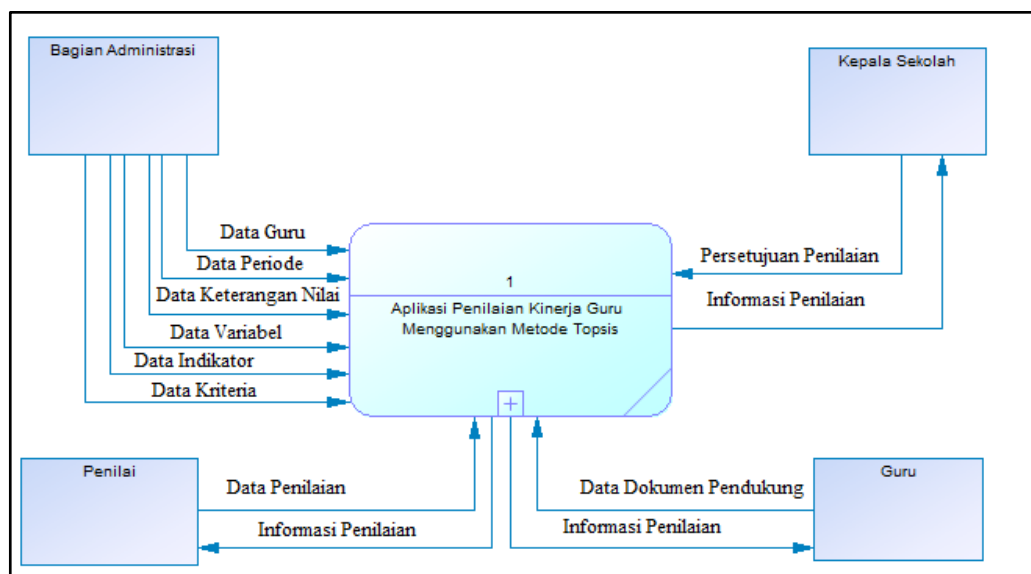 Bagian Administrasi
Kepala Sekolah
Data Guru
Data Periode
Data Keterangan Nilai
Data Variabel
Data Indikator
Data Kriteria
1
Aplikasi Penilaian Kinerja Guru
Menggunakan Metode Topsis
+
Persetujuan Penilaian
Informasi Penilaian
Penilai
Data Penilaian
Informasi Penilaian
Data Dokumen Pendukung
Informasi Penilaian
Guru